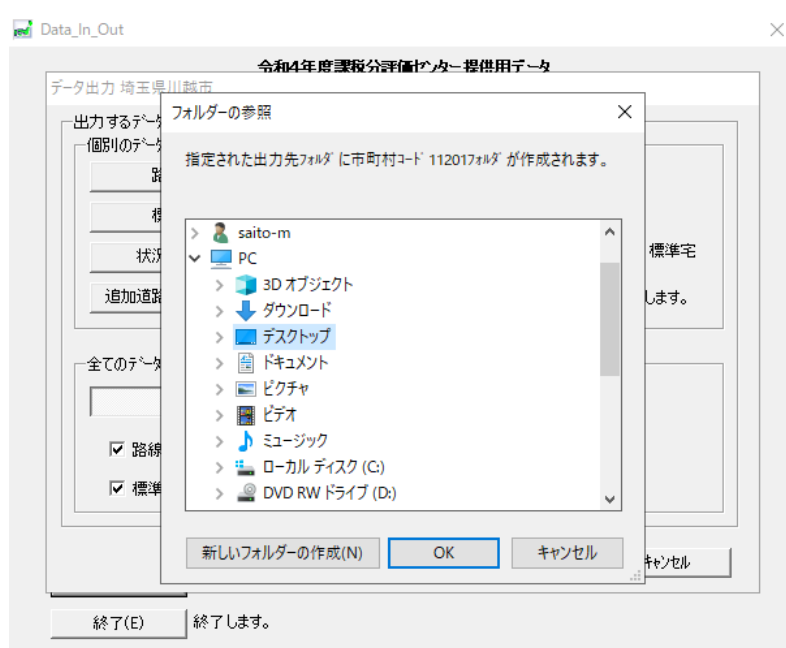 Data_In_Out
令和4年度課税分評価センター提供用データ
データ出力 埼玉県川越市
フォルダーの参照
出力するデータ
個別のデータ
指定された出力先フォルダに市町村コード 112017フォルダが作成されます。
路
標
状況
追加道路
標準宅
します。
saito-m
PC
3D オブジェクト
ダウンロード
デスクトップ
ドキュメント
ピクチャ
ビデオ
ミュージック
ローカル ディスク (C:)
DVD RW ドライブ (D:)
全てのデータ
路線
標準
新しいフォルダーの作成(N)
OK
キャンセル
キャンセル
終了(E)
終了します。